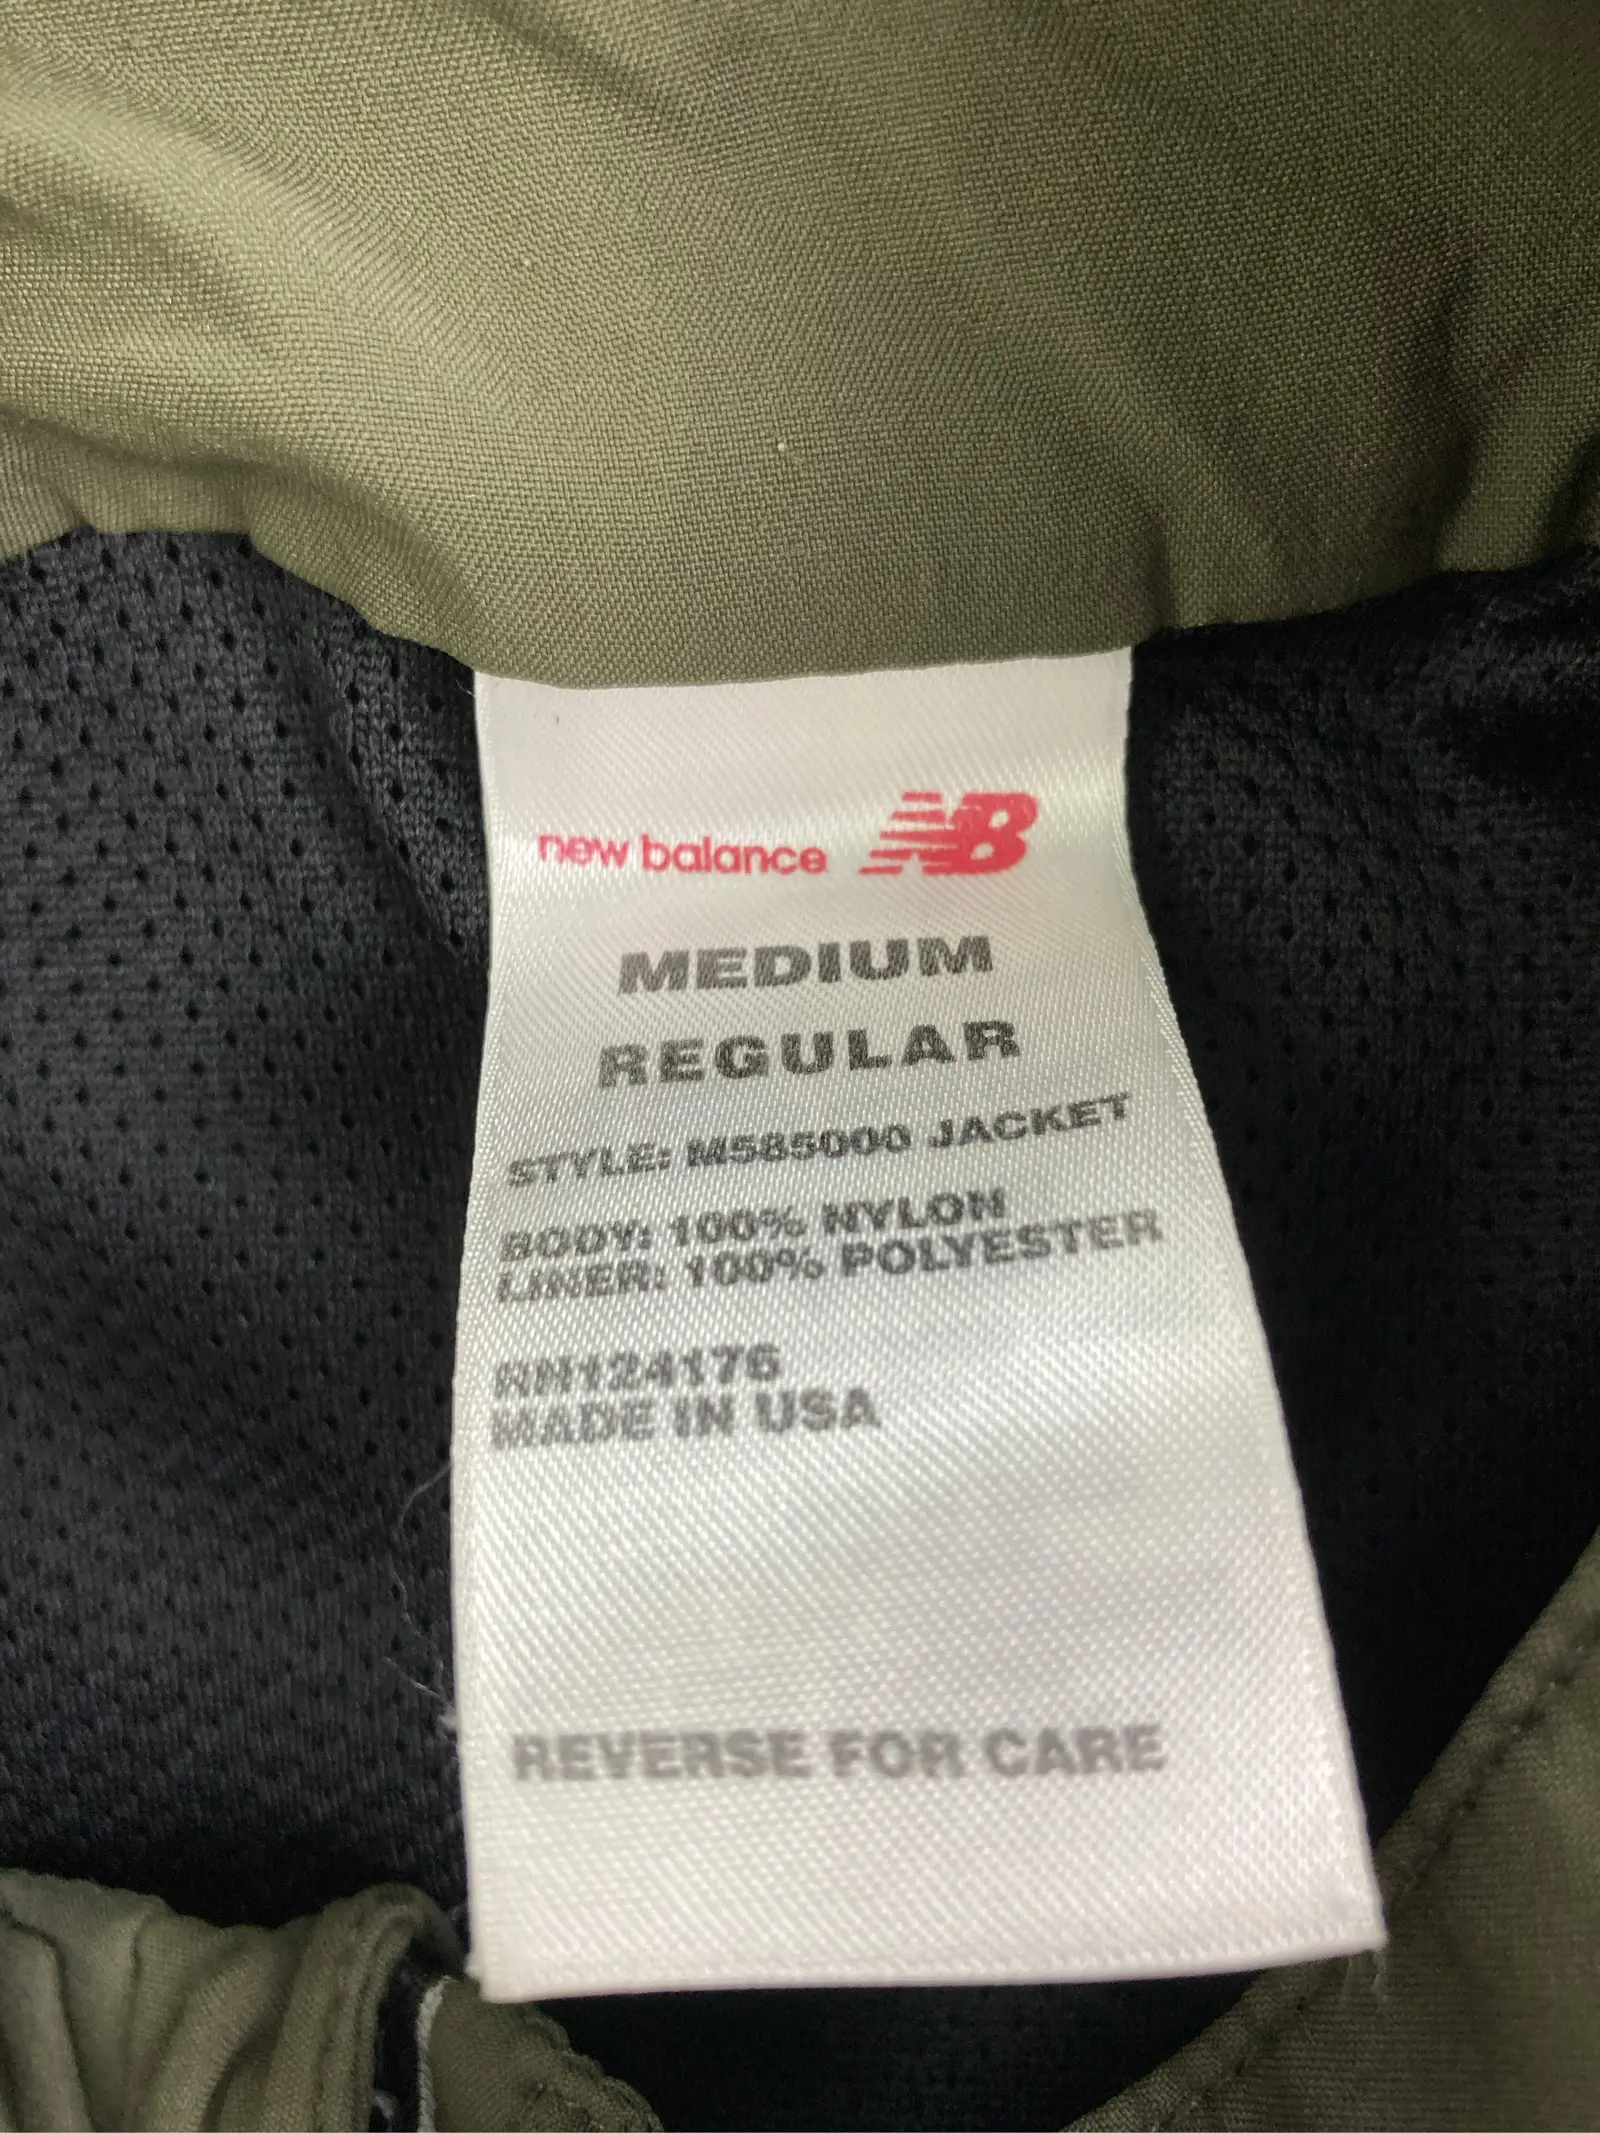 new balance NB
MEDIUM
REGULAR
STYLE: M585000 JACKET
BODY: 100% NYLON
LINER: 100% POLYESTER
RN124176
MADE IN USA
REVERSE FOR CARE